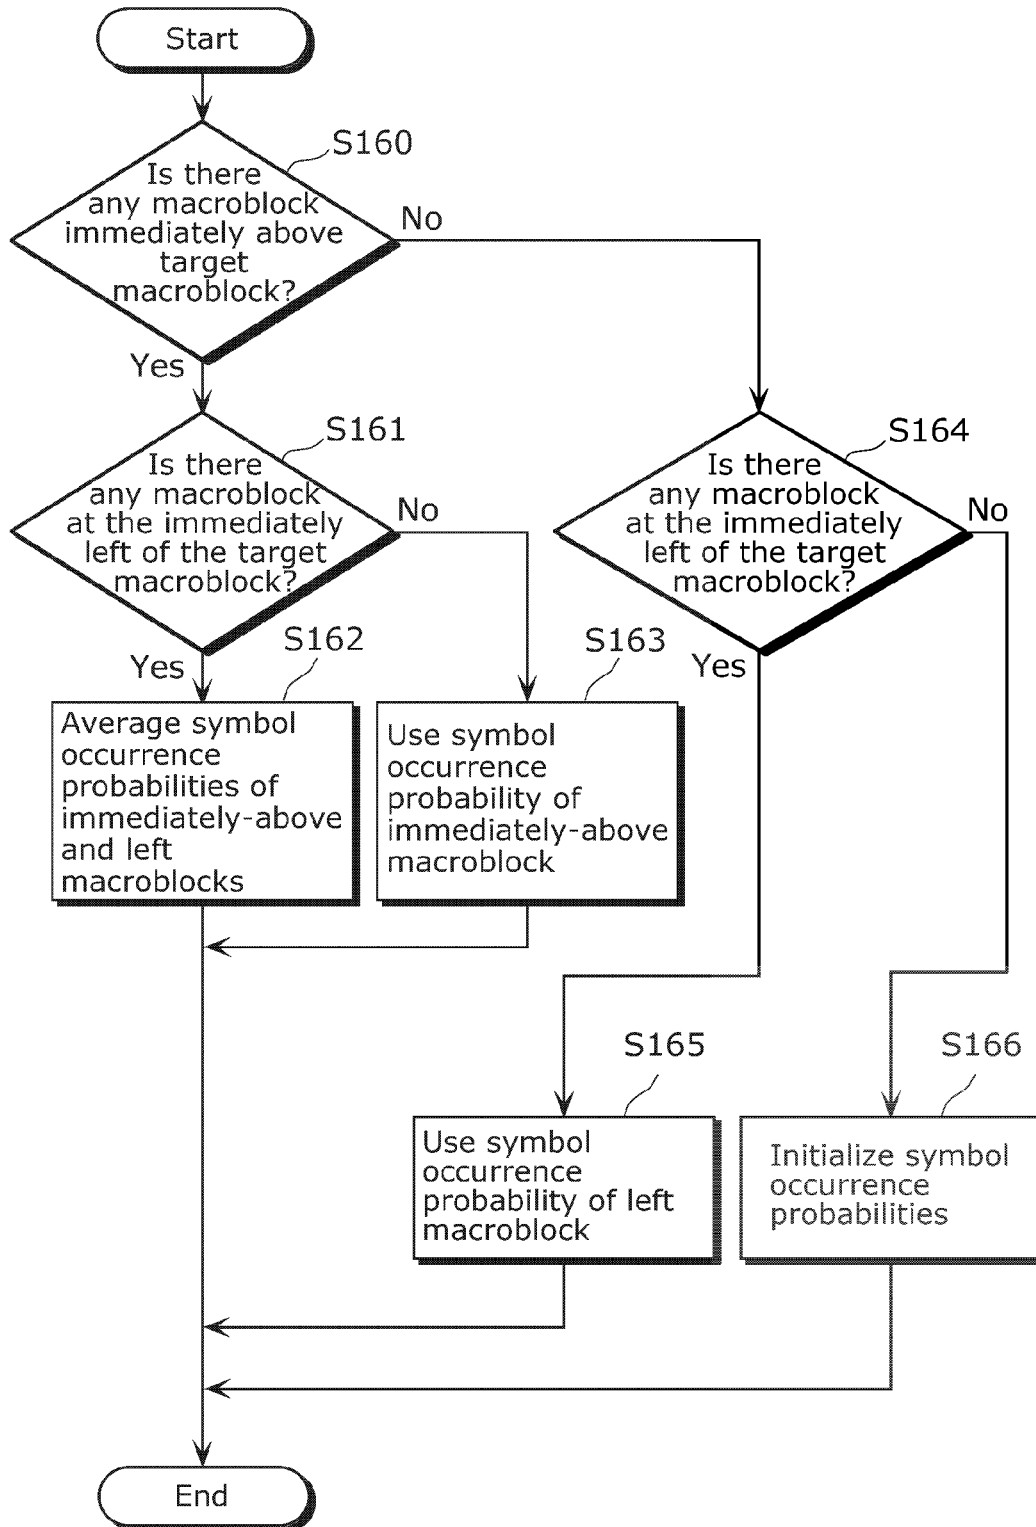 Start
S160
Is there
any macroblock
immediately above
target
macroblock?
No
Yes
S161
Is there
any macroblock
at the immediately
left of the target
macroblock?
No
Yes
S164
Is there
any macroblock
at the immediately
left of the target
macroblock?
No
Yes
S162
Average symbol
occurrence
probabilities of
immediately-above
and left
macroblocks
S163
Use symbol
occurrence
probability of
immediately-above
macroblock
S165
Use symbol
occurrence
probability of left
macroblock
S166
Initialize symbol
occurrence
probabilities
End